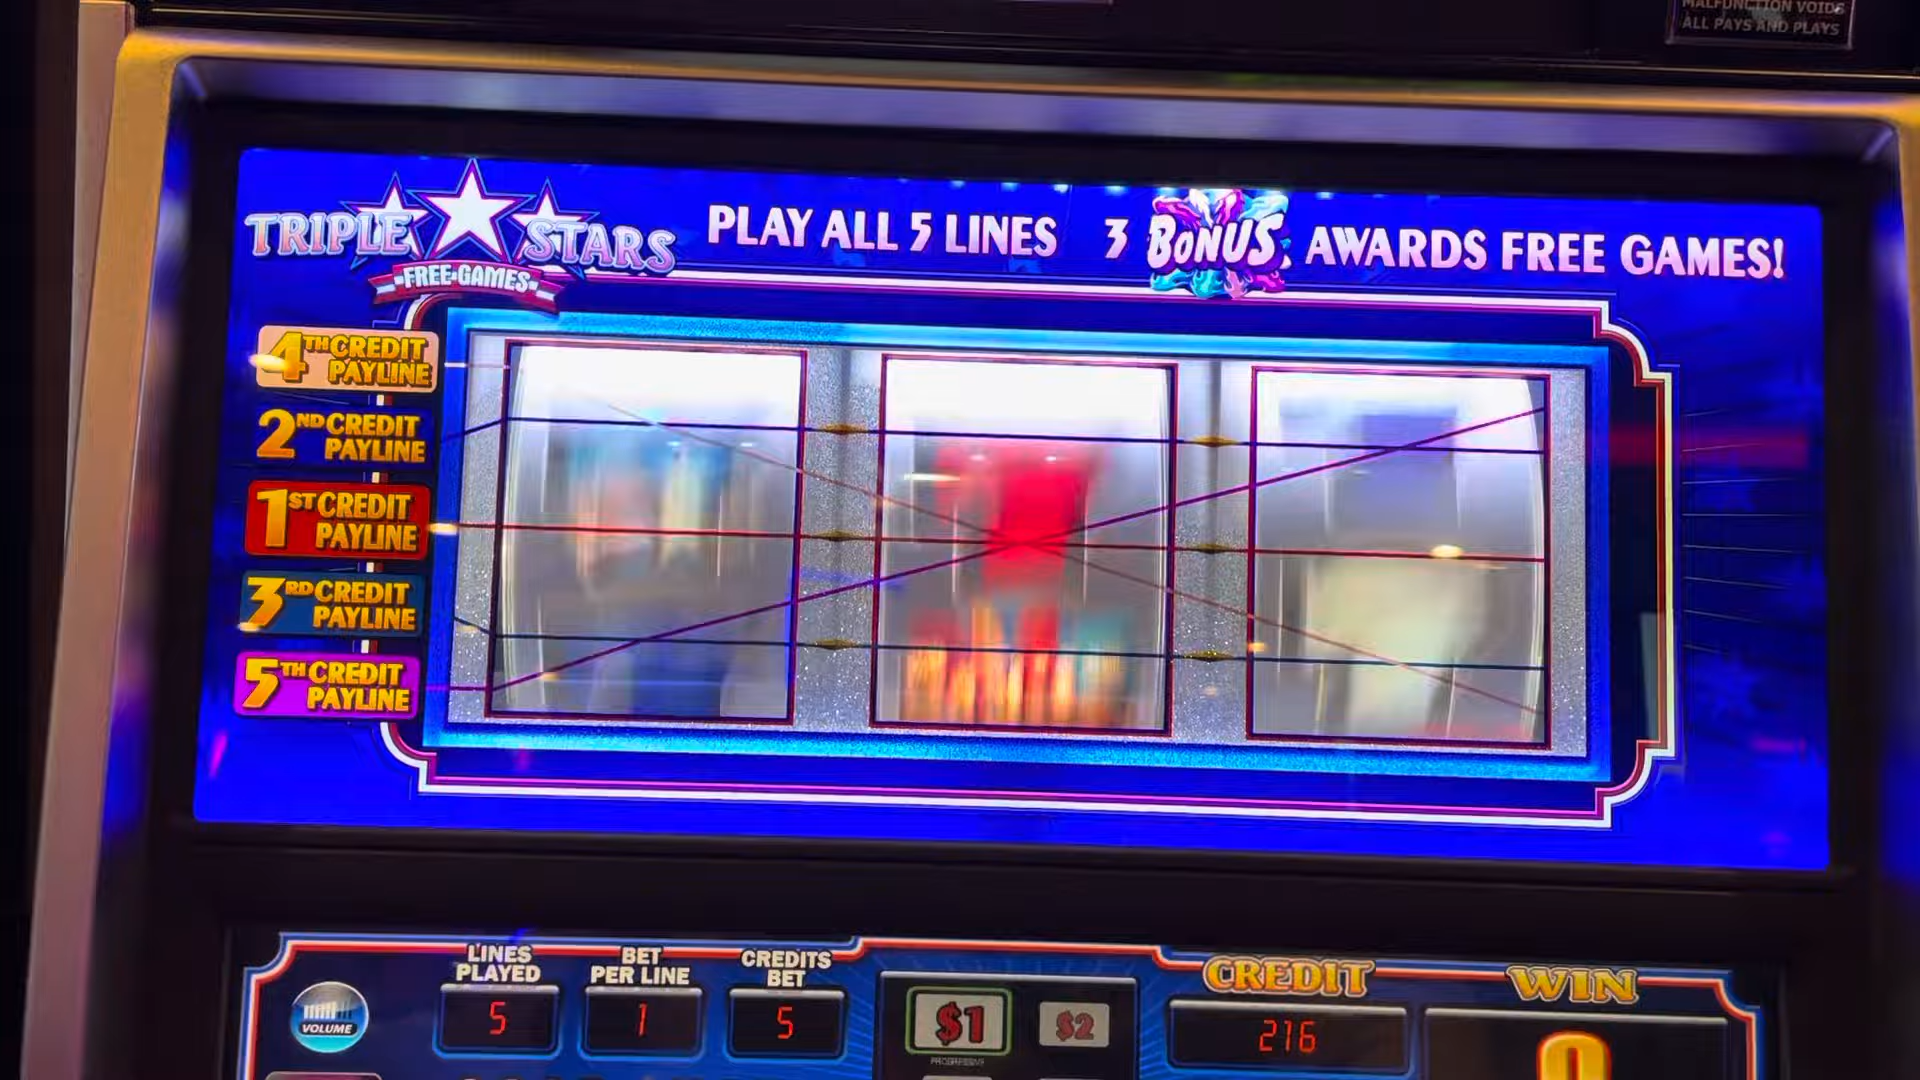 MALFUNCTION VOIDS
ALL PAYS AND PLAYS
TRIPLE STARS
FREE GAMES
PLAY ALL 5 LINES 3 BONUS AWARDS FREE GAMES!
4TH CREDIT
PAYLINE
2ND CREDIT
PAYLINE
1ST CREDIT
PAYLINE
3RD CREDIT
PAYLINE
5TH CREDIT
PAYLINE
LINES
PLAYED
5
BET
PER LINE
1
CREDITS
BET
5
$1
PROGRESSIVE
$2
CREDIT
216
WIN
0
VOLUME